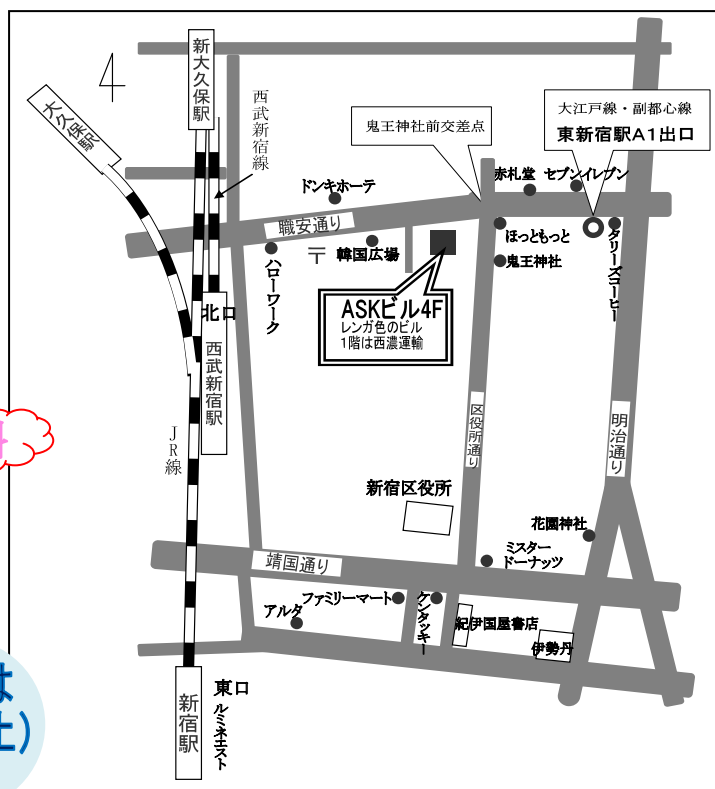 新大久保駅
大久保駅
西武新宿線
鬼王神社前交差点
大江戸線・副都心線
東新宿駅A1出口
ドンキホーテ
赤札堂
セブンイレブン
職安通り
〒
韓国広場
ほっともっと
鬼王神社
タリーズコーヒー
ハローワーク
北口
西武新宿駅
ASKビル4F
レンガ色のビル
1階は西濃運輸
JR線
区役所通り
明治通り
新宿区役所
花園神社
靖国通り
ミスター
ドーナッツ
ファミリーマート
アルタ
ケンタッキー
紀伊国屋書店
伊勢丹
新宿駅
東口
ルミネエスト
は
土)